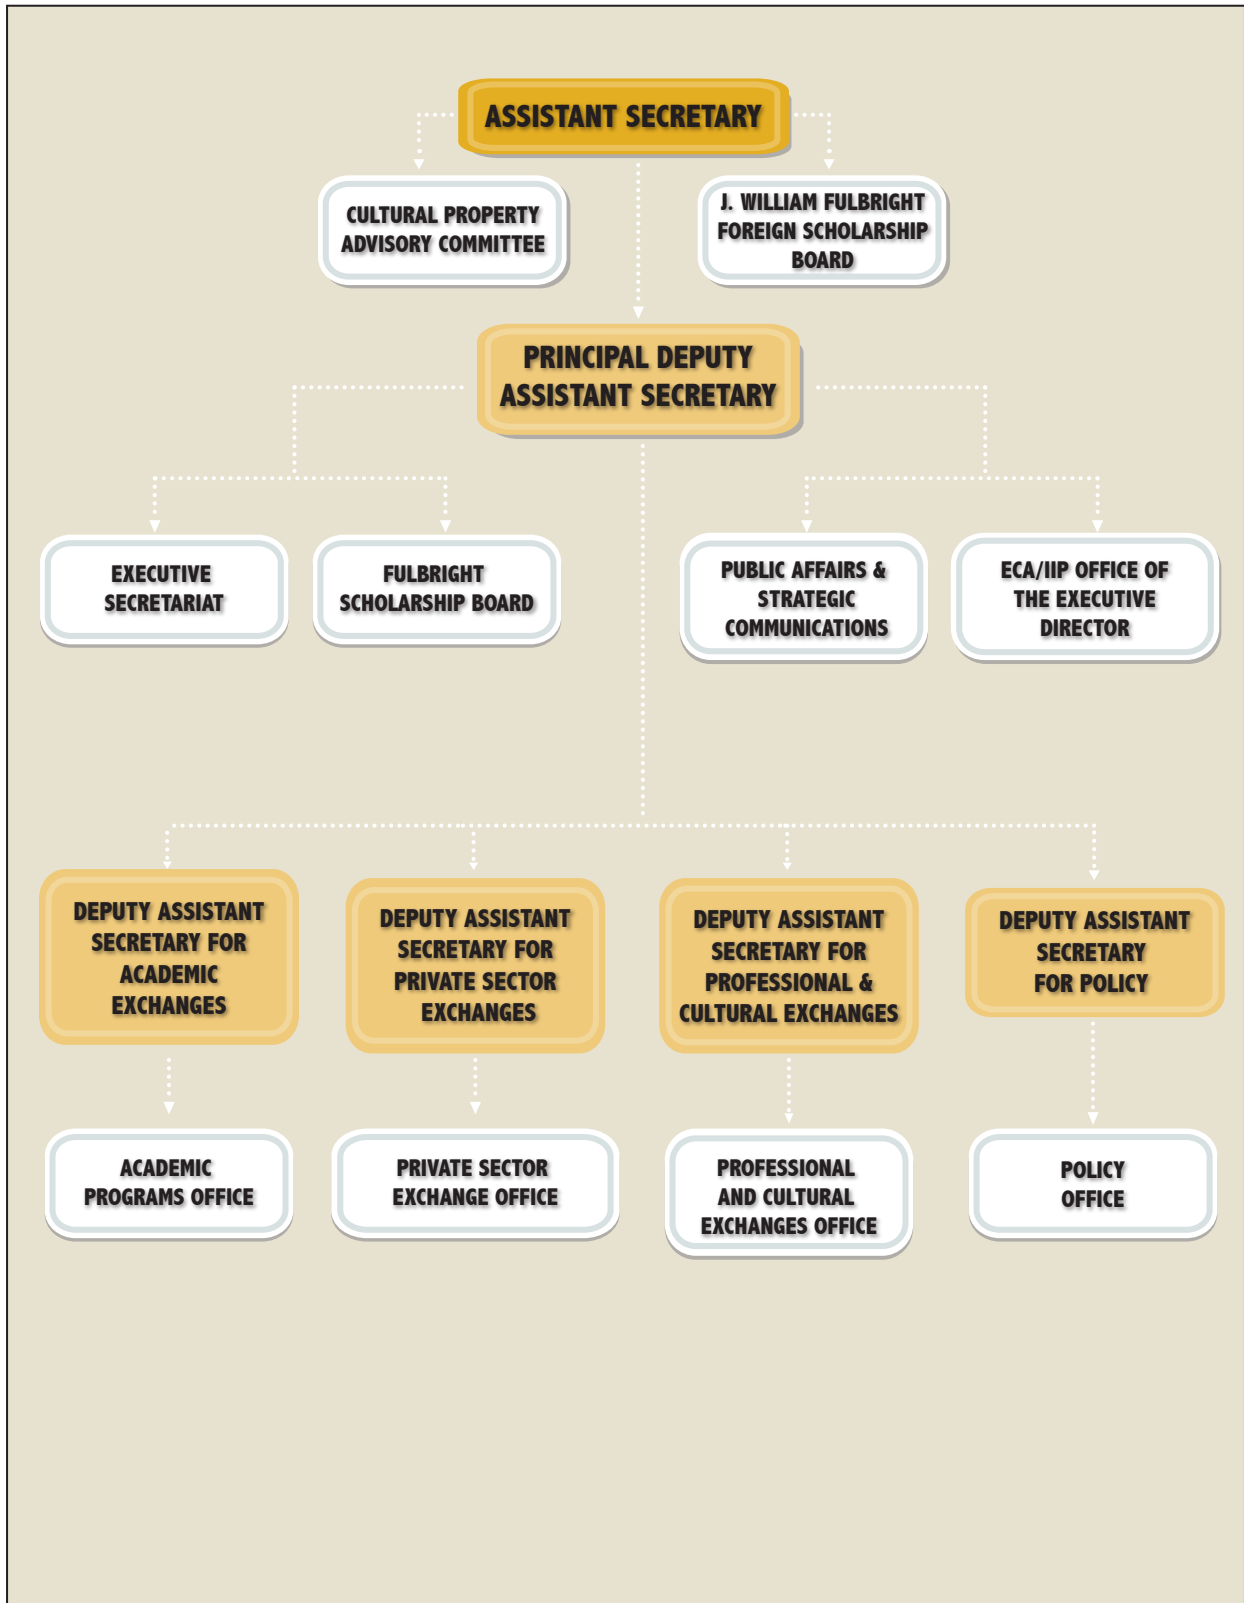 ASSISTANT SECRETARY
CULTURAL PROPERTY
ADVISORY COMMITTEE
J. WILLIAM FULBRIGHT
FOREIGN SCHOLARSHIP
BOARD
PRINCIPAL DEPUTY
ASSISTANT SECRETARY
EXECUTIVE
SECRETARIAT
FULBRIGHT
SCHOLARSHIP BOARD
PUBLIC AFFAIRS &
STRATEGIC
COMMUNICATIONS
ECA/IIP OFFICE OF
THE EXECUTIVE
DIRECTOR
DEPUTY ASSISTANT
SECRETARY FOR
ACADEMIC
EXCHANGES
DEPUTY ASSISTANT
SECRETARY FOR
PRIVATE SECTOR
EXCHANGES
DEPUTY ASSISTANT
SECRETARY FOR
PROFESSIONAL &
CULTURAL EXCHANGES
DEPUTY ASSISTANT
SECRETARY
FOR POLICY
ACADEMIC
PROGRAMS OFFICE
PRIVATE SECTOR
EXCHANGE OFFICE
PROFESSIONAL
AND CULTURAL
EXCHANGES OFFICE
POLICY
OFFICE